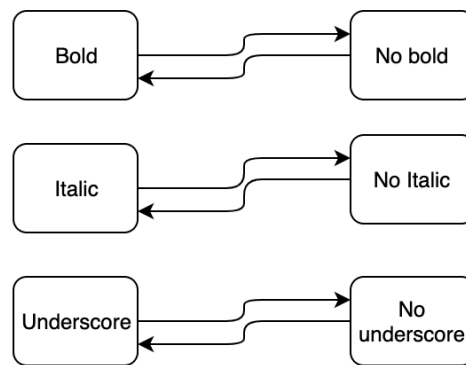 Bold
No bold
Italic
No Italic
Underscore
No
underscore